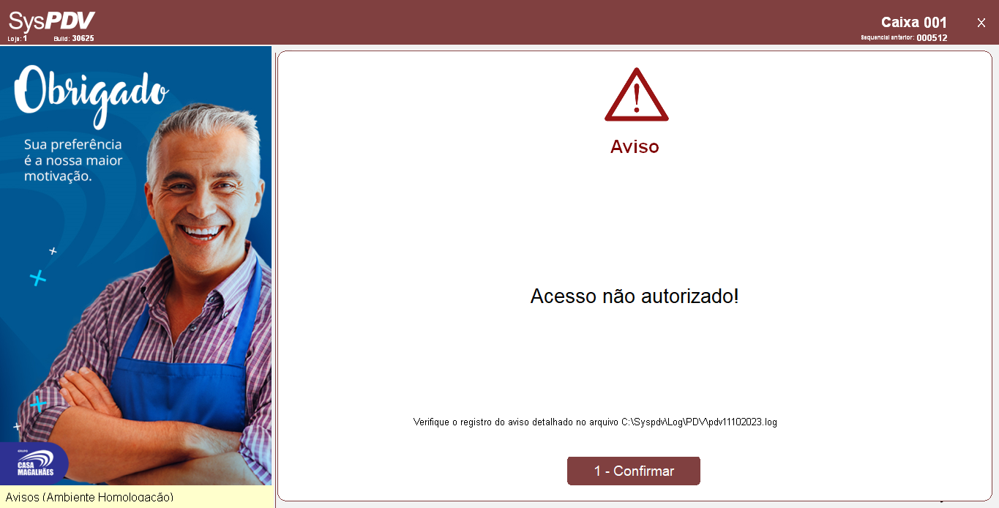 SysPDV
Loja: 1 Build: 30625
Caixa 001
X
Sequencial anterior: 000512
Obrigado
Sua preferência
é a nossa maior
motivação.
GRUPO
CASA
MAGALHÃES
Avisos (Ambiente Homologação)
!
Aviso
Acesso não autorizado!
Verifique o registro do aviso detalhado no arquivo C:\Syspdv\Log\PDV\pdv11102023.log
1 - Confirmar